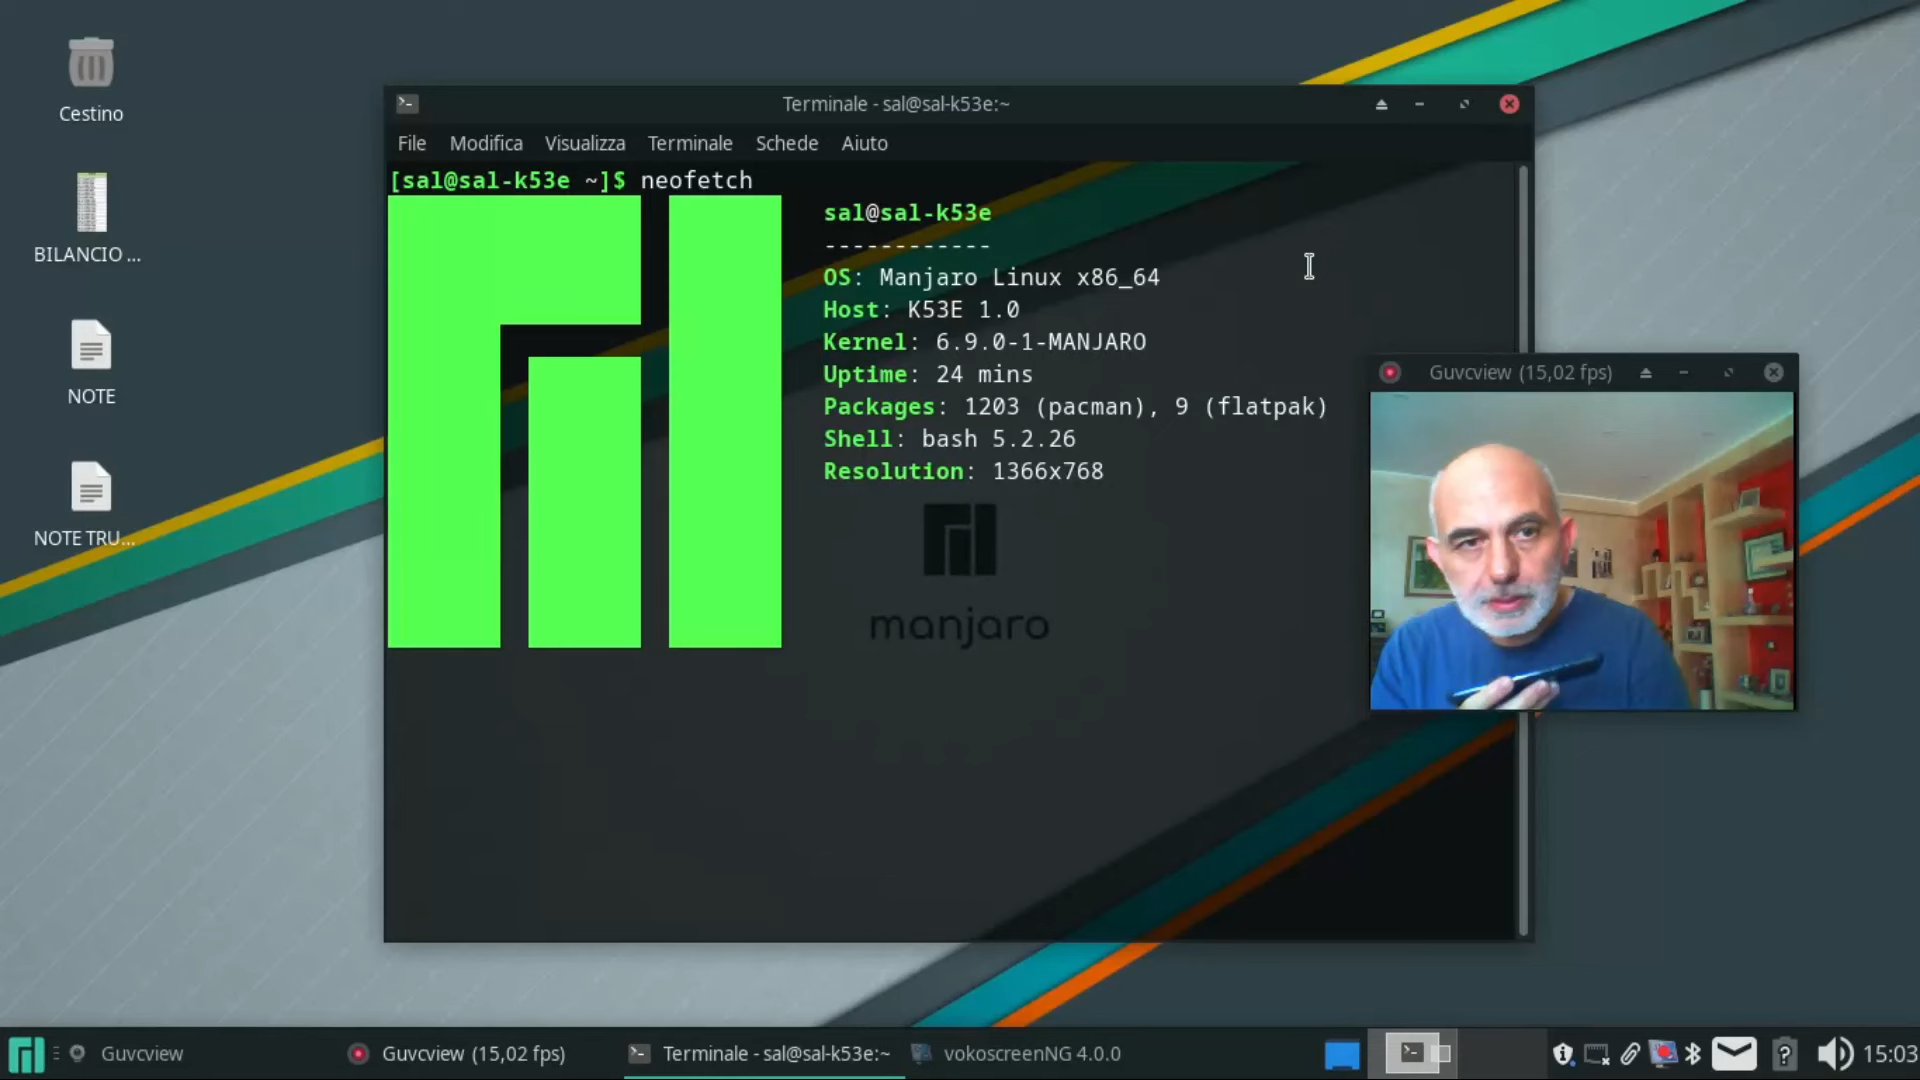 Cestino
BILANCIO ...
NOTE
NOTE TRU...
Terminale - sal@sal-k53e:~
File Modifica Visualizza Terminale Schede Aiuto
[sal@sal-k53e ~]$ neofetch
sal@sal-k53e
------------
OS: Manjaro Linux x86_64
Host: K53E 1.0
Kernel: 6.9.0-1-MANJARO
Uptime: 24 mins
Packages: 1203 (pacman), 9 (flatpak)
Shell: bash 5.2.26
Resolution: 1366x768
manjaro
Guvcview (15,02 fps)
Guvcview
Guvcview (15,02 fps)
Terminale - sal@sal-k53e:~
vokoscreenNG 4.0.0
15:03